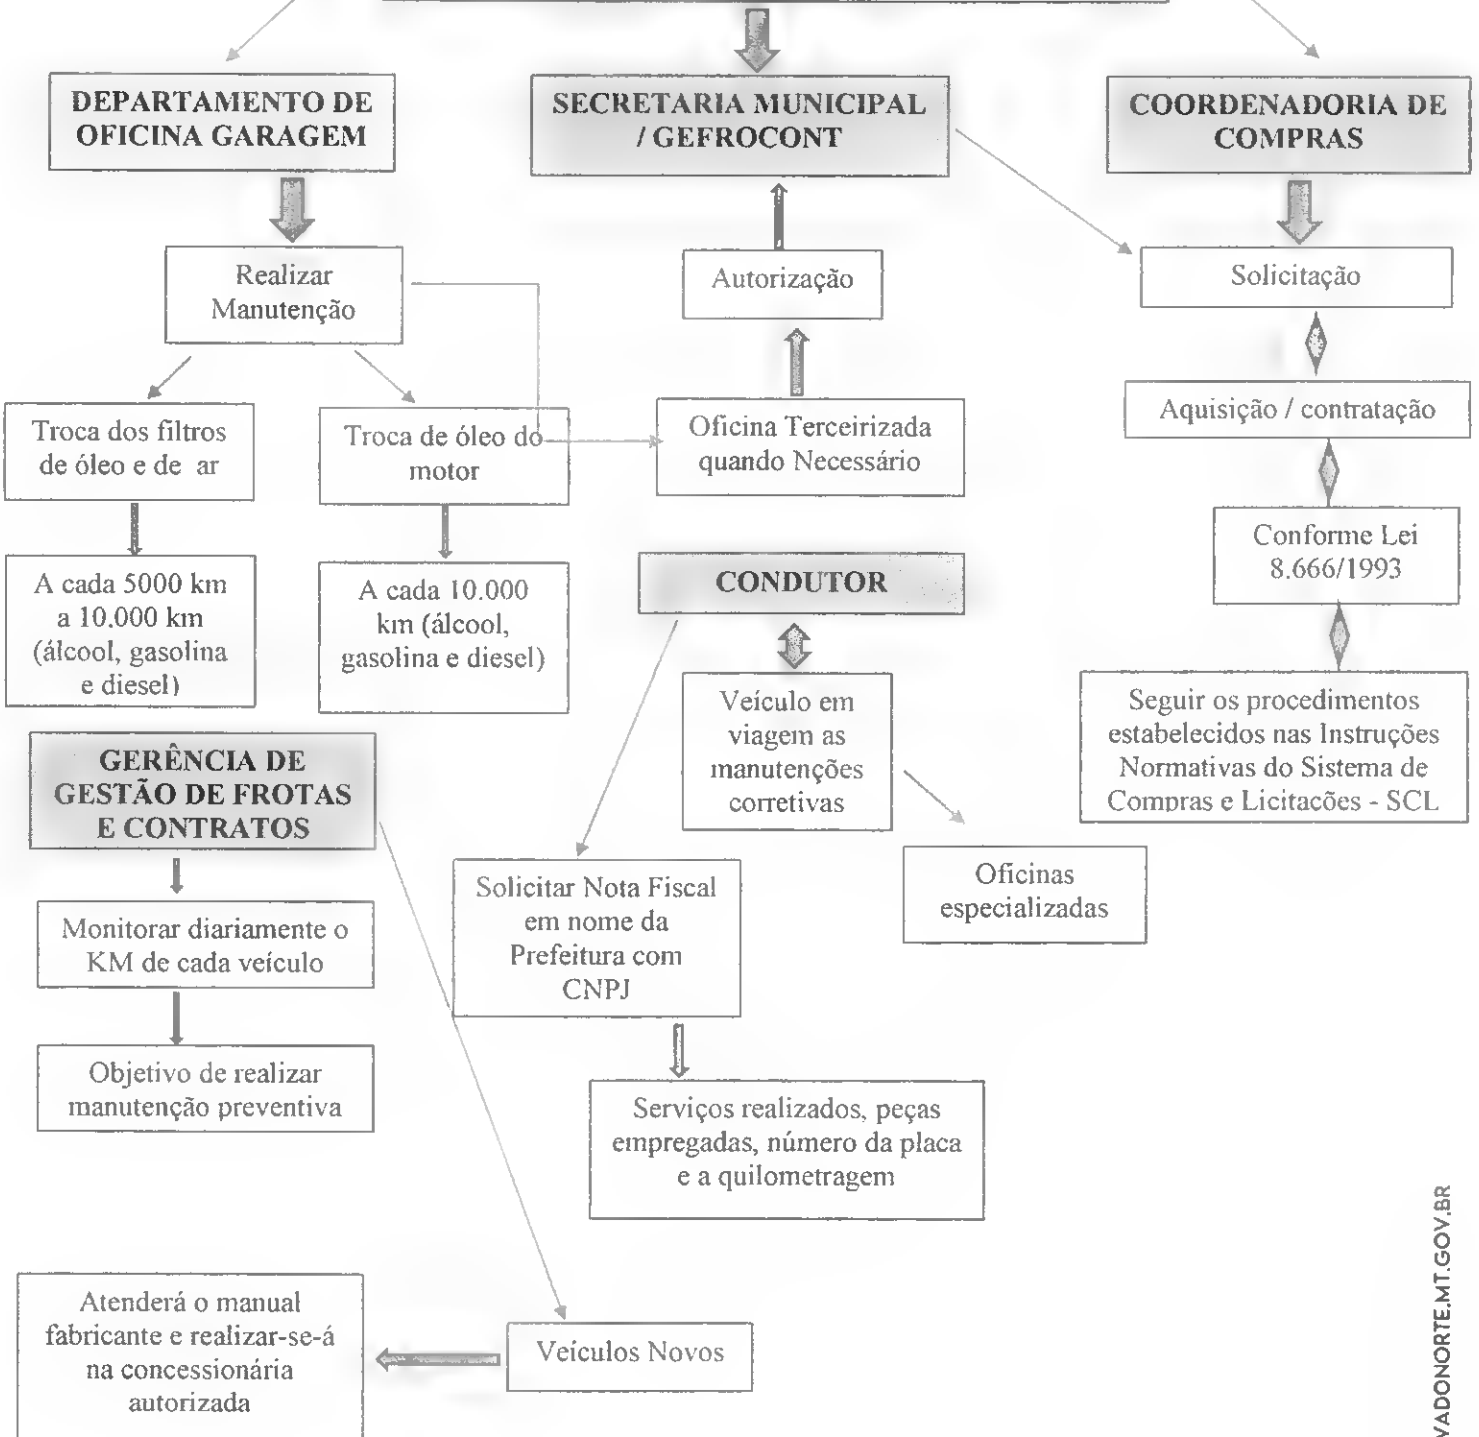 DEPARTAMENTO DE
OFICINA GARAGEM
SECRETARIA MUNICIPAL
/ GEFROCONT
COORDENADORIA DE
COMPRAS
Realizar
Manutenção
Autorização
Solicitação
Troca dos filtros
de óleo e de ar
Troca de óleo do
motor
Oficina Terceirizada
quando Necessário
Aquisição / contratação
Conforme Lei
8.666/1993
A cada 5000 km
a 10.000 km
(álcool, gasolina
e diesel)
A cada 10.000
km (álcool,
gasolina e diesel)
CONDUTOR
Veículo em
viagem as
manutenções
corretivas
Seguir os procedimentos
estabelecidos nas Instruções
Normativas do Sistema de
Compras e Licitações - SCL
GERÊNCIA DE
GESTÃO DE FROTAS
E CONTRATOS
Oficinas
especializadas
Solicitar Nota Fiscal
em nome da
Prefeitura com
CNPJ
Monitorar diariamente o
KM de cada veículo
Objetivo de realizar
manutenção preventiva
Serviços realizados, peças
empregadas, número da placa
e a quilometragem
Atenderá o manual
fabricante e realizar-se-á
na concessionária
autorizada
Veículos Novos
VADONORTE.MT.GOV.BR